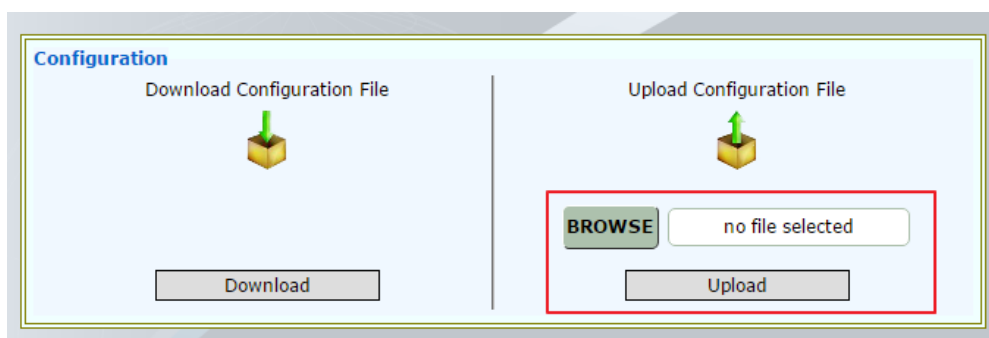 Configuration
Download Configuration File
Upload Configuration File
BROWSE
no file selected
Download
Upload